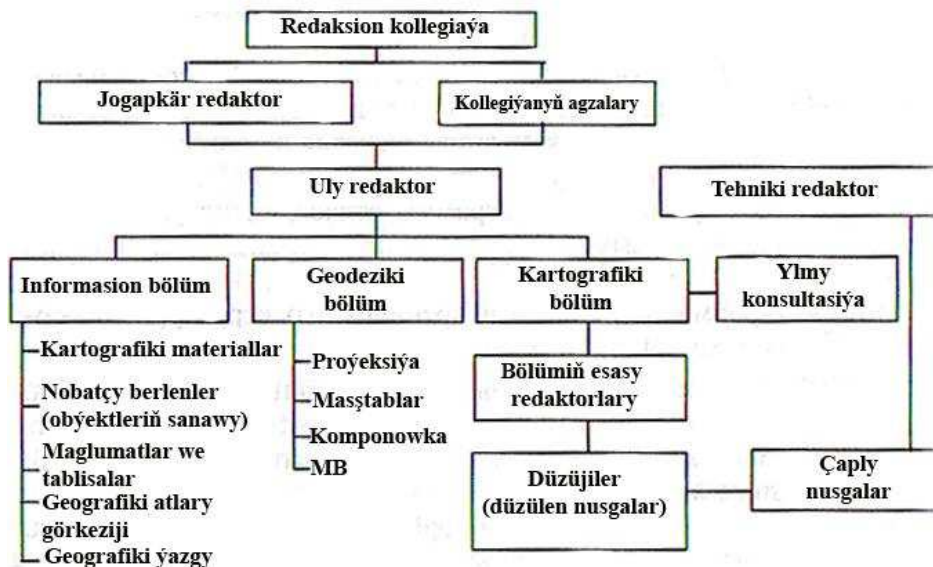 Redaksion kollegiaýa
Jogapkär redaktor
Kollegiýanyň agzalary
Uly redaktor
Tehniki redaktor
Informasion bölüm
Geodeziki
bölüm
Kartografiki
bölüm
Ylmy
konsultasiýa
Kartografiki materiallar
Nobatçy berlenler
(obýektleriň sanawy)
Maglumatlar we
tablisalar
Geografiki atlary
görkeziji
Geografiki ýazgy
Proýeksiýa
Masştablar
Komponowka
MB
Bölümiň esasy
redaktorlary
Düzüjiler
(düzülen nusgalar)
Çaply
nusgalar